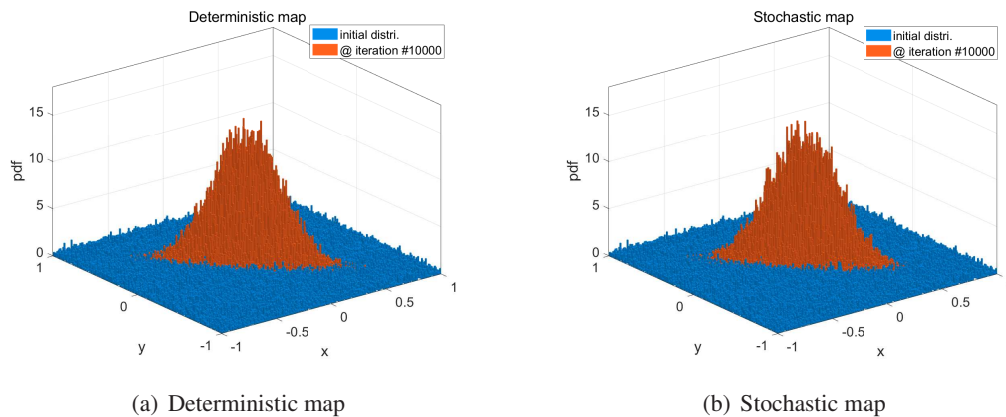 Deterministic map
initial distri.
@ iteration #10000
15
10
5
0
pdf
1
0
-1
y
-1
-0.5
0
0.5
1
x
(a) Deterministic map
Stochastic map
initial distri.
@ iteration #10000
15
10
5
0
pdf
1
0
-1
y
-1
-0.5
0
0.5
x
(b) Stochastic map